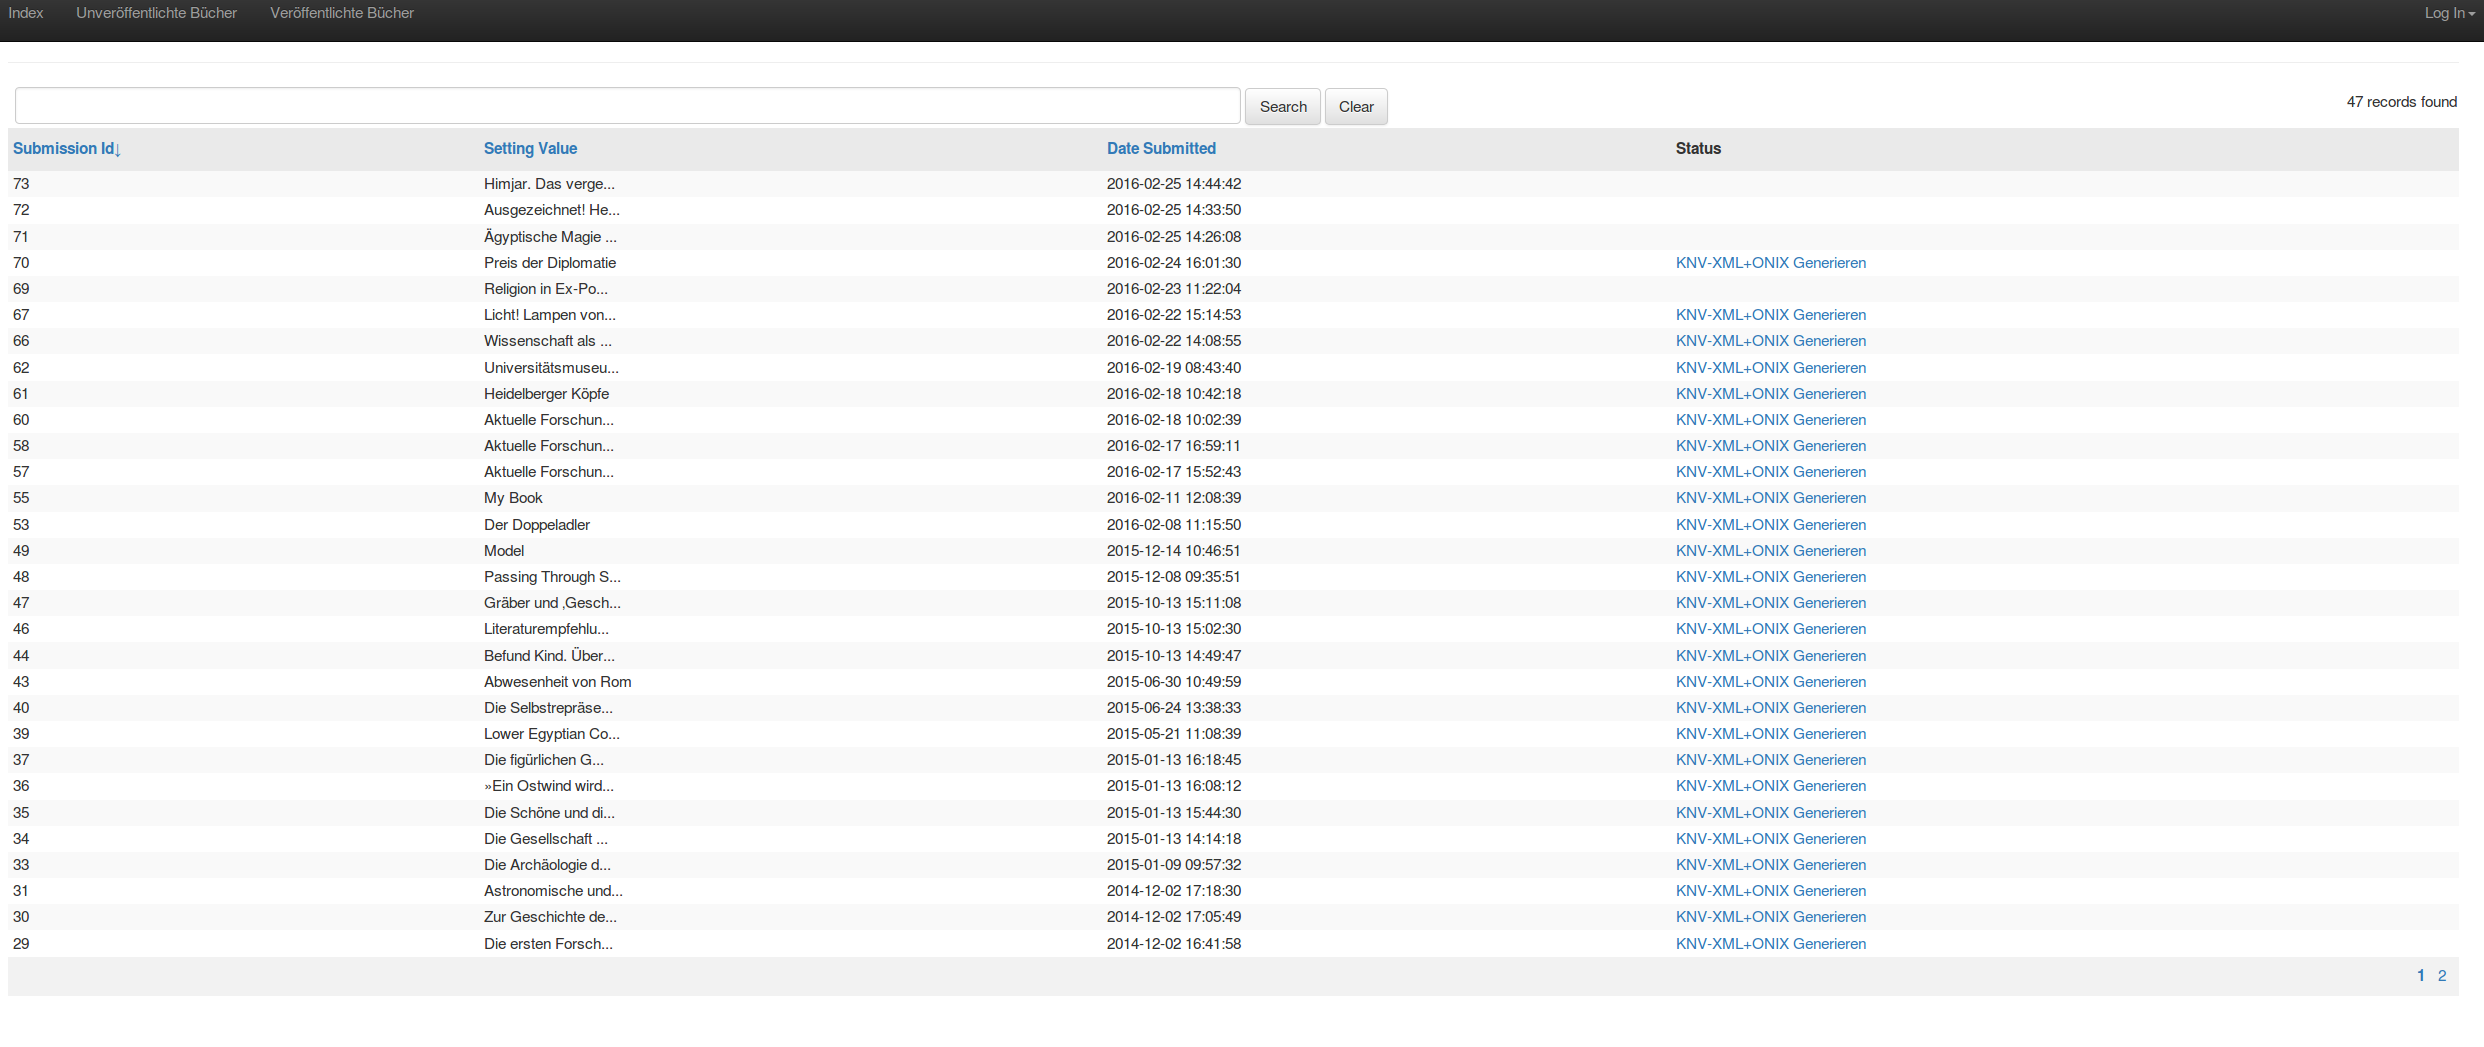 Index Unveröffentlichte Bücher Veröffentlichte Bücher Log In
Search Clear 47 records found
Submission Id↓ Setting Value Date Submitted Status
73 Himjar. Das verge... 2016-02-25 14:44:42
72 Ausgezeichnet! He... 2016-02-25 14:33:50
71 Ägyptische Magie ... 2016-02-25 14:26:08
70 Preis der Diplomatie 2016-02-24 16:01:30 KNV-XML+ONIX Generieren
69 Religion in Ex-Po... 2016-02-23 11:22:04
67 Licht! Lampen von... 2016-02-22 15:14:53 KNV-XML+ONIX Generieren
66 Wissenschaft als ... 2016-02-22 14:08:55 KNV-XML+ONIX Generieren
62 Universitätsmuseu... 2016-02-19 08:43:40 KNV-XML+ONIX Generieren
61 Heidelberger Köpfe 2016-02-18 10:42:18 KNV-XML+ONIX Generieren
60 Aktuelle Forschun... 2016-02-18 10:02:39 KNV-XML+ONIX Generieren
58 Aktuelle Forschun... 2016-02-17 16:59:11 KNV-XML+ONIX Generieren
57 Aktuelle Forschun... 2016-02-17 15:52:43 KNV-XML+ONIX Generieren
55 My Book 2016-02-11 12:08:39 KNV-XML+ONIX Generieren
53 Der Doppeladler 2016-02-08 11:15:50 KNV-XML+ONIX Generieren
49 Model 2015-12-14 10:46:51 KNV-XML+ONIX Generieren
48 Passing Through S... 2015-12-08 09:35:51 KNV-XML+ONIX Generieren
47 Gräber und ‚Gesch... 2015-10-13 15:11:08 KNV-XML+ONIX Generieren
46 Literaturempfehlu... 2015-10-13 15:02:30 KNV-XML+ONIX Generieren
44 Befund Kind. Über... 2015-10-13 14:49:47 KNV-XML+ONIX Generieren
43 Abwesenheit von Rom 2015-06-30 10:49:59 KNV-XML+ONIX Generieren
40 Die Selbstrepräse... 2015-06-24 13:38:33 KNV-XML+ONIX Generieren
39 Lower Egyptian Co... 2015-05-21 11:08:39 KNV-XML+ONIX Generieren
37 Die figürlichen G... 2015-01-13 16:18:45 KNV-XML+ONIX Generieren
36 »Ein Ostwind wird... 2015-01-13 16:08:12 KNV-XML+ONIX Generieren
35 Die Schöne und di... 2015-01-13 15:44:30 KNV-XML+ONIX Generieren
34 Die Gesellschaft ... 2015-01-13 14:14:18 KNV-XML+ONIX Generieren
33 Die Archäologie d... 2015-01-09 09:57:32 KNV-XML+ONIX Generieren
31 Astronomische und... 2014-12-02 17:18:30 KNV-XML+ONIX Generieren
30 Zur Geschichte de... 2014-12-02 17:05:49 KNV-XML+ONIX Generieren
29 Die ersten Forsch... 2014-12-02 16:41:58 KNV-XML+ONIX Generieren
1 2